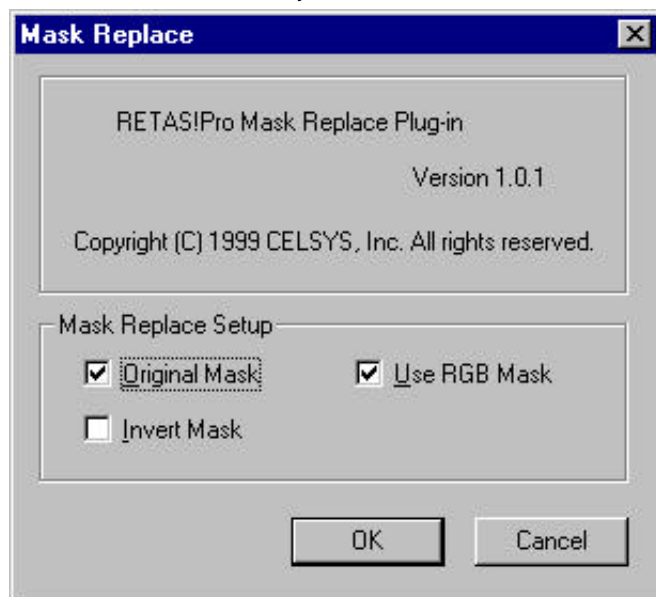 Mask Replace
RETAS!Pro Mask Replace Plug-in
Version 1.0.1
Copyright (C) 1999 CELSYS, Inc. All rights reserved.
Mask Replace Setup
Original Mask
Use RGB Mask
Invert Mask
OK
Cancel